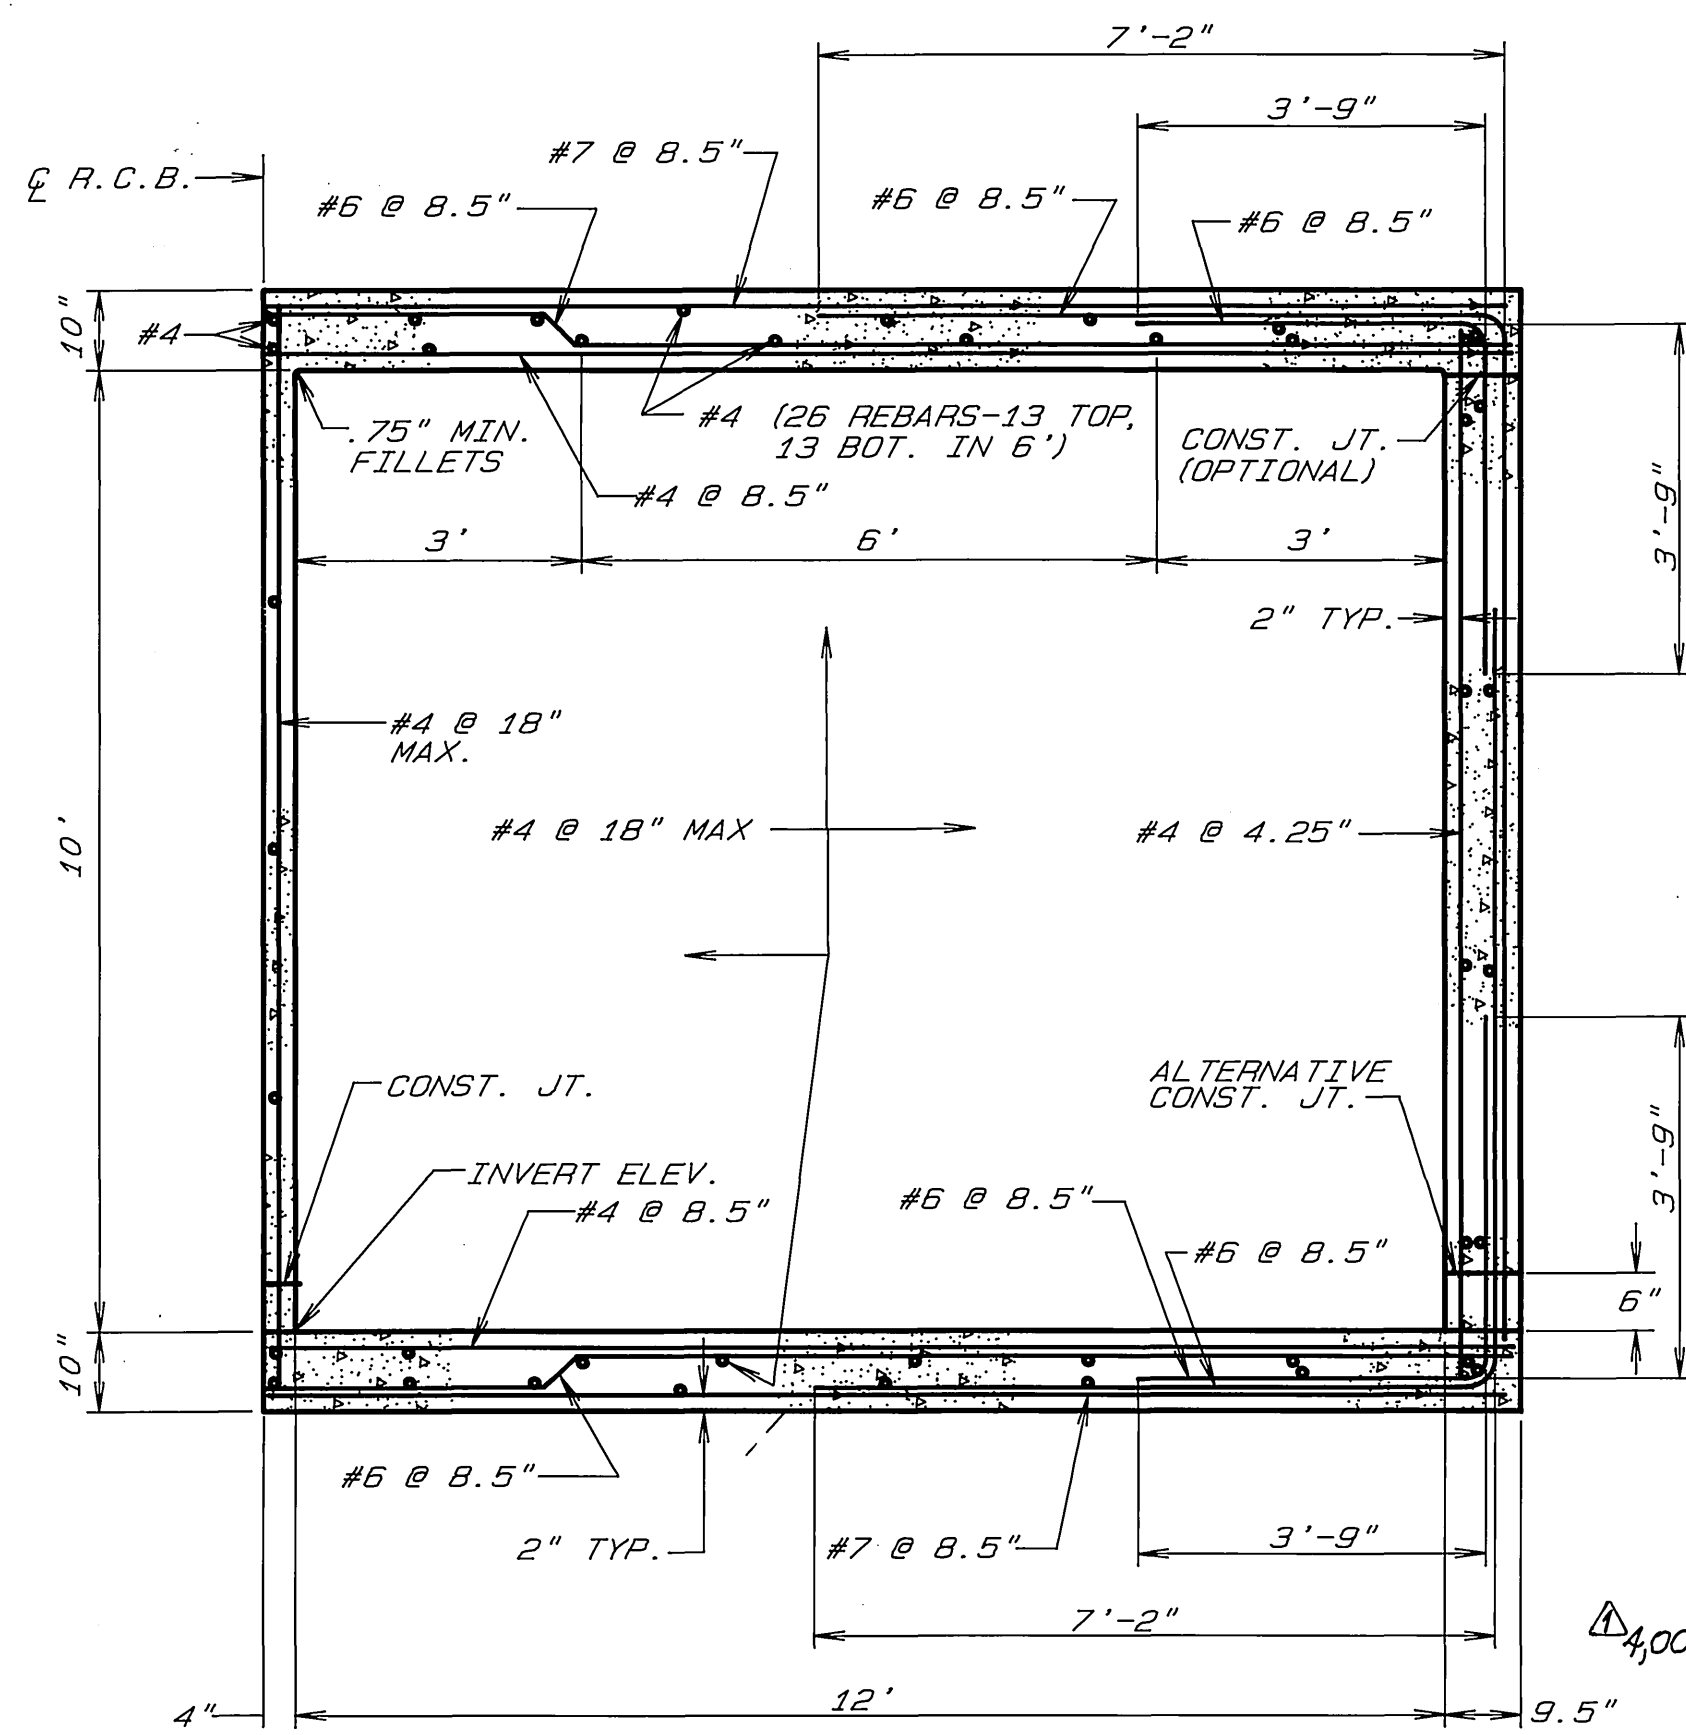 7'-2"
3'-9"
#7 @ 8.5"
℄ R.C.B.
#6 @ 8.5"
#6 @ 8.5"
#6 @ 8.5"
10"
#4
.75" MIN.
FILLETS
#4 (26 REBARS-13 TOP,
13 BOT. IN 6')
CONST. JT.
(OPTIONAL)
#4 @ 8.5"
3'-9"
3'
6'
3'
2" TYP.
#4 @ 18"
MAX.
10'
#4 @ 18" MAX
#4 @ 4.25"
CONST. JT.
ALTERNATIVE
CONST. JT.
3'-9"
INVERT ELEV.
#4 @ 8.5"
#6 @ 8.5"
#6 @ 8.5"
6"
10"
#6 @ 8.5"
2" TYP.
#7 @ 8.5"
3'-9"
7'-2"
1
4,00
4"
12'
9.5"